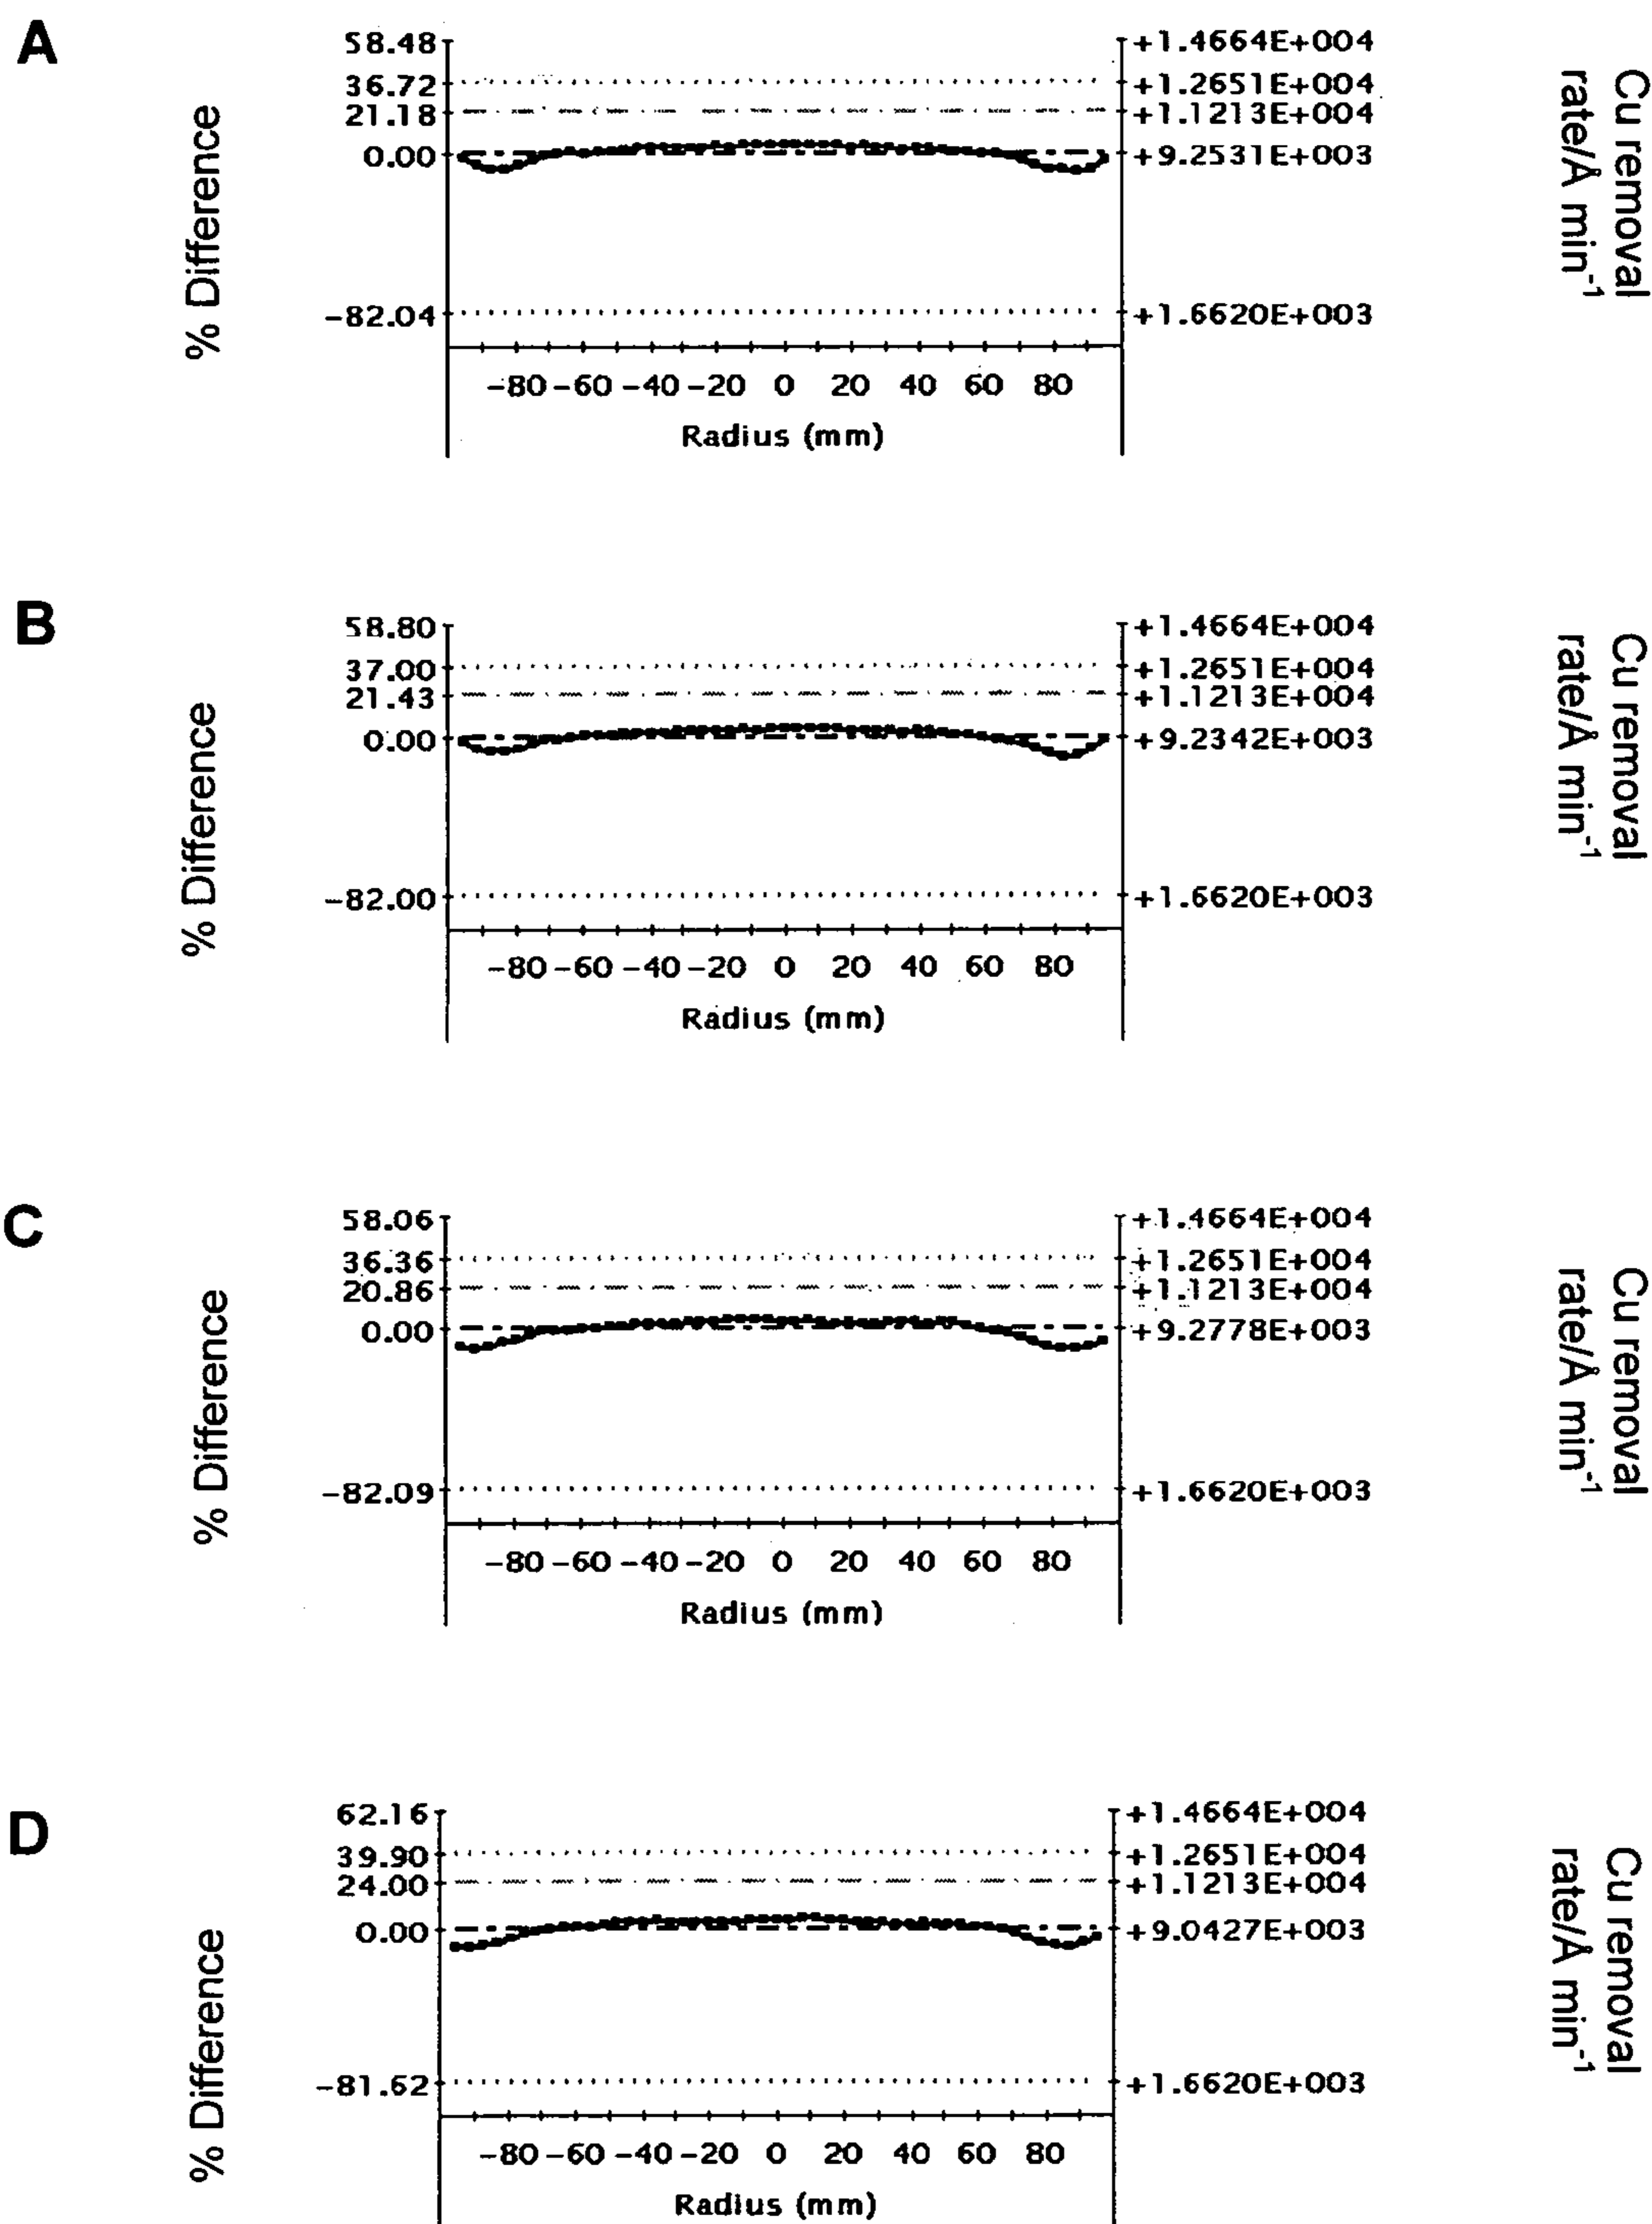 A
58.48
36.72
21.18
0.00
-82.04
% Difference
+1.4664E+004
+1.2651E+004
+1.1213E+004
+9.2531E+003
+1.6620E+003
Cu removal
rate/Å min⁻¹
-80 -60 -40 -20 0 20 40 60 80
Radius (mm)
B
58.80
37.00
21.43
0.00
-82.00
% Difference
+1.4664E+004
+1.2651E+004
+1.1213E+004
+9.2342E+003
+1.6620E+003
Cu removal
rate/Å min⁻¹
-80 -60 -40 -20 0 20 40 60 80
Radius (mm)
C
58.06
36.36
20.86
0.00
-82.09
% Difference
+1.4664E+004
+1.2651E+004
+1.1213E+004
+9.2778E+003
+1.6620E+003
Cu removal
rate/Å min⁻¹
-80 -60 -40 -20 0 20 40 60 80
Radius (mm)
D
62.16
39.90
24.00
0.00
-81.62
% Difference
+1.4664E+004
+1.2651E+004
+1.1213E+004
+9.0427E+003
+1.6620E+003
Cu removal
rate/Å min⁻¹
-80 -60 -40 -20 0 20 40 60 80
Radius (mm)